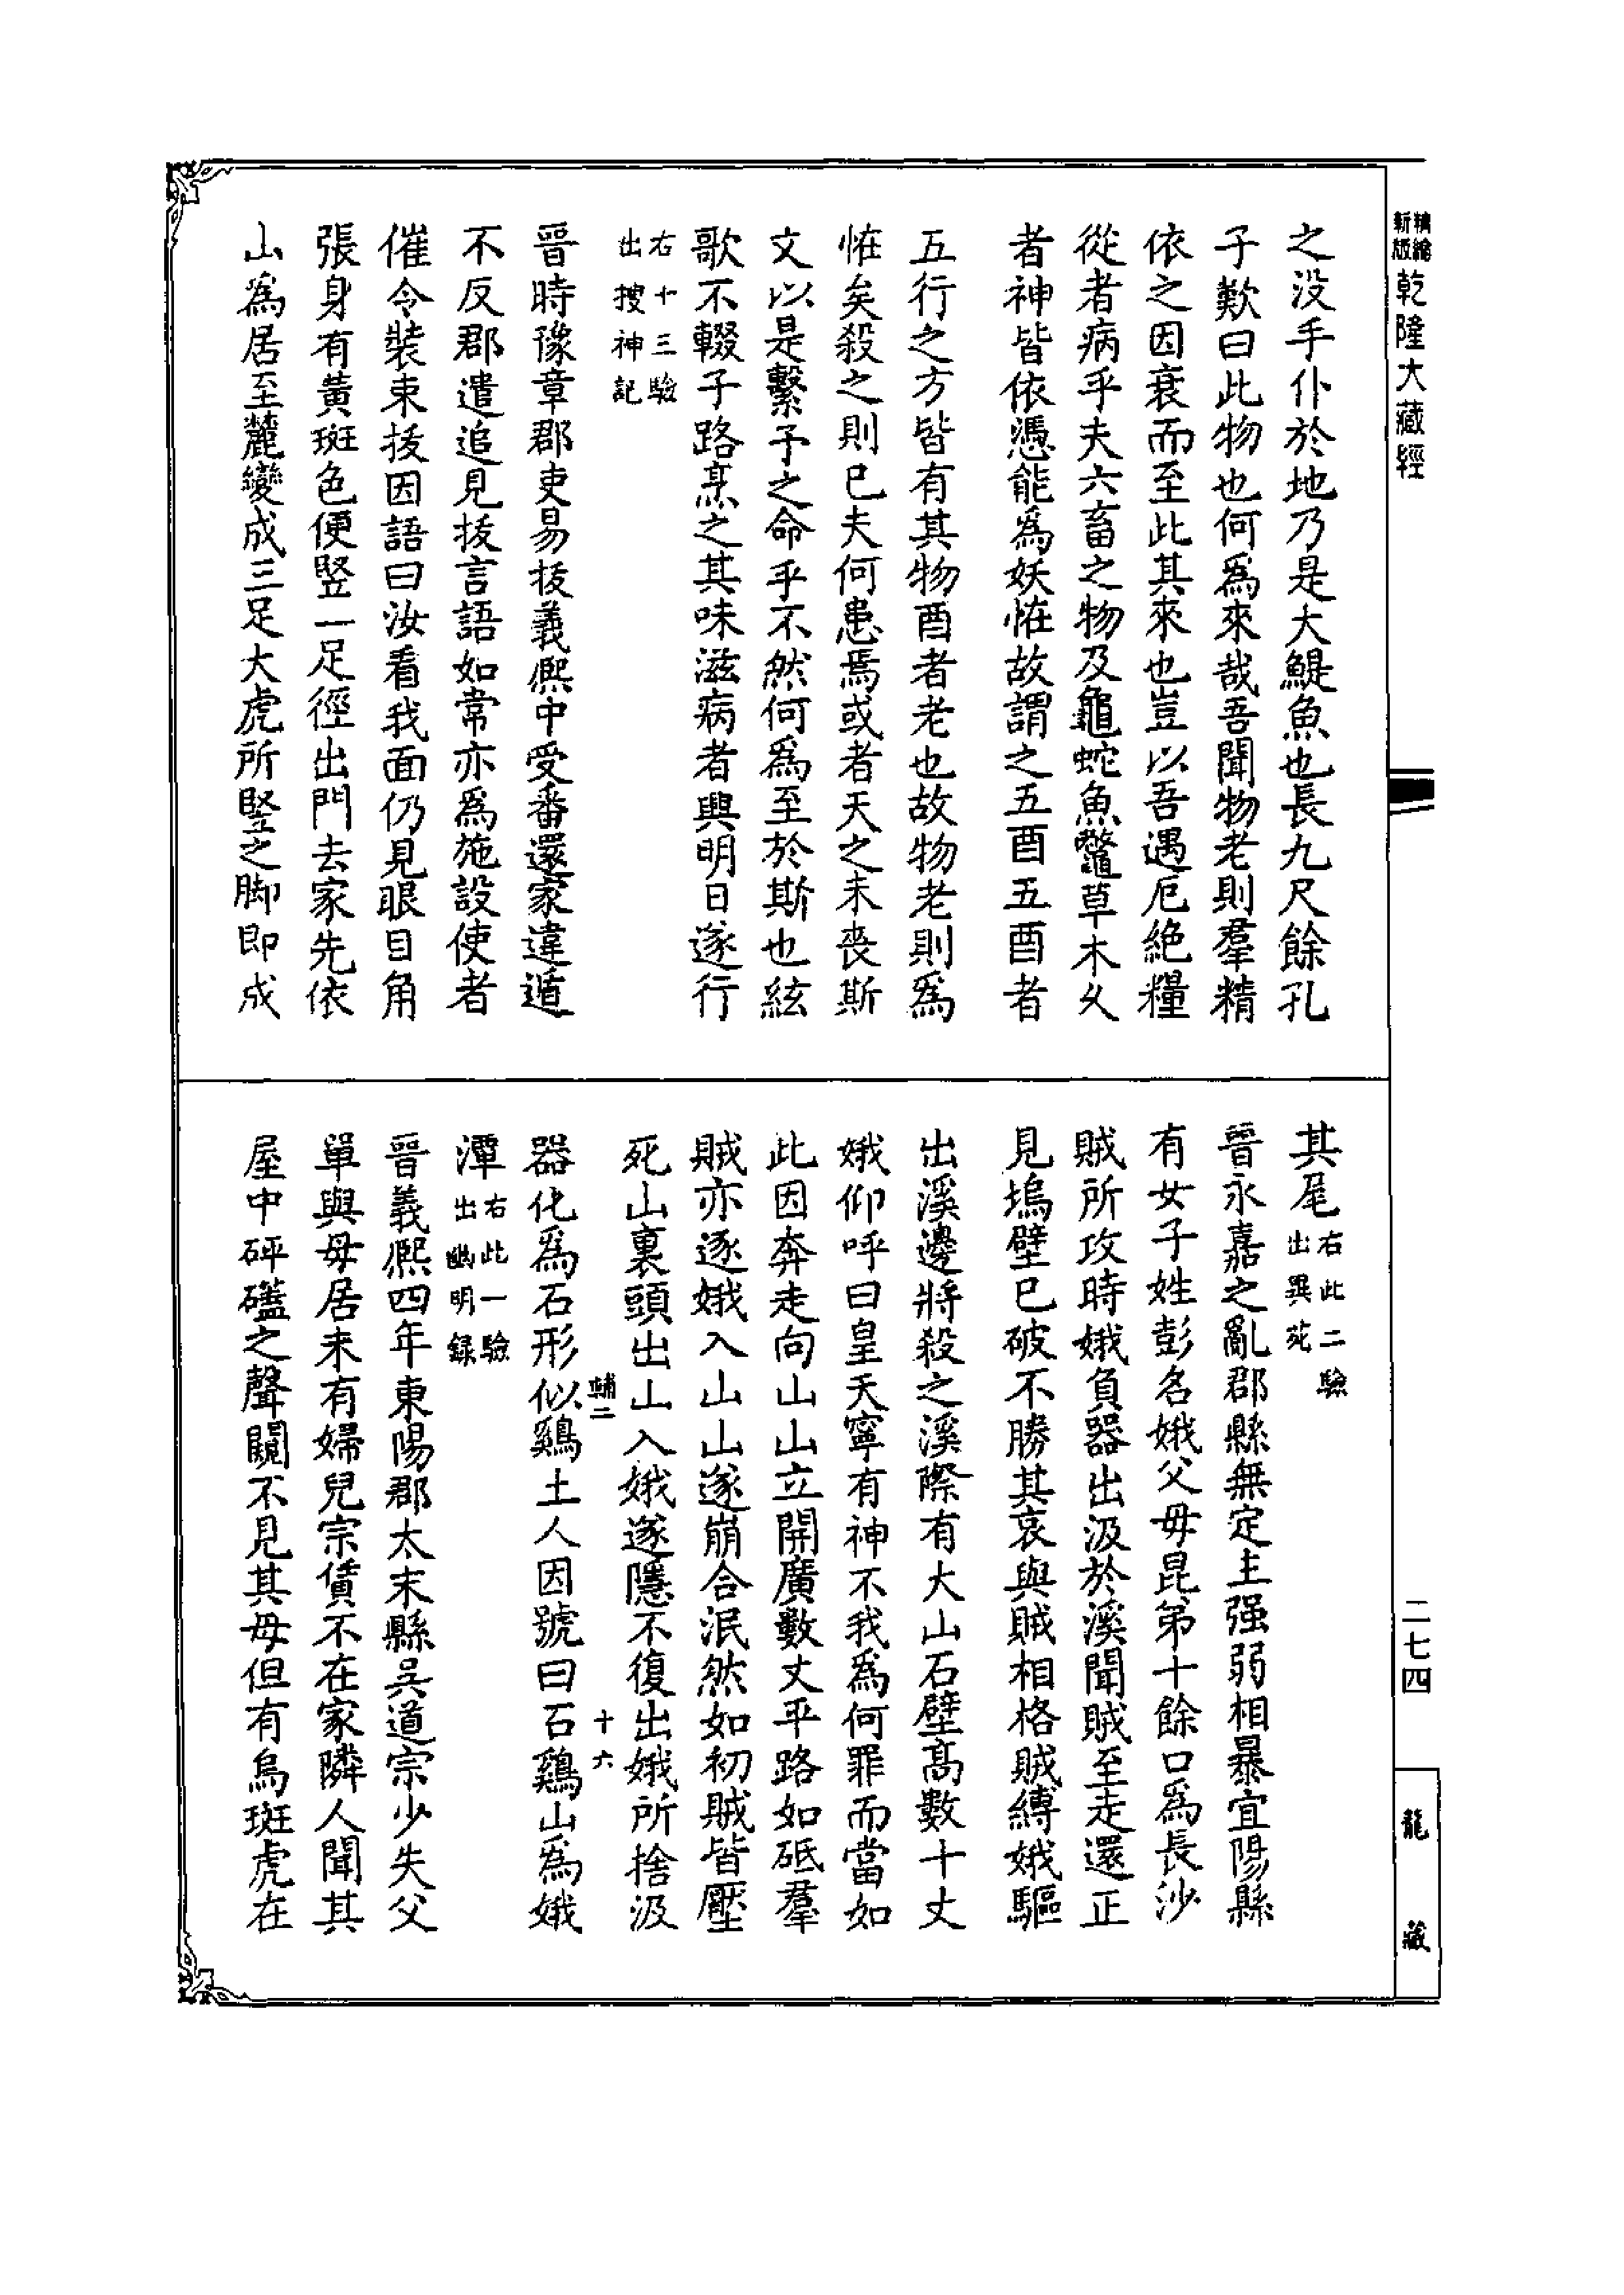 精繪
新版
乾隆大藏經
之没手仆於地乃是大鯷魚也長九尺餘孔
子歎曰此物也何爲來哉吾聞物老則羣精
依之因衰而至此其來也豈以吾遇厄絶糧
從者病乎夫六畜之物及龜蛇魚鼈草木久
者神皆依憑能爲妖恠故謂之五酉五酉者
五行之方皆有其物酉者老也故物老則爲
恠矣殺之則已夫何患焉或者天之未丧斯
文以是繫予之命乎不然何爲至於斯也絃
歌不輟子路烹之其味滋病者興明日遂行
右十三驗
出搜神記
晉時豫章郡吏易拔義熈中受番還家違遁
不反郡遣追見拔言語如常亦爲施設使者
催令裝束拔因語曰汝看我面仍見眼目角
張身有黄斑色便竪一足徑出門去家先依
山爲居至麓變成三足大虎所竪之脚即成
其尾
右此二驗
出異苑
晉永嘉之亂郡縣無定主强弱相暴宜陽縣
有女子姓彭名娥父母昆弟十餘口爲長沙
賊所攻時娥負器出汲於溪聞賊至走還正
見塢壁已破不勝其哀與賊相格賊縛娥驅
出溪邊將殺之溪際有大山石壁髙數十丈
娥仰呼曰皇天寧有神不我爲何罪而當如
此因奔走向山山立開廣數丈平路如砥羣
賊亦逐娥入山山遂崩合泯然如初賊皆壓
死山裏頭出山入娥遂隱不復出娥所捨汲
輔二
十六
器化爲石形似鷄土人因號曰石鷄山爲娥
潭
右此一驗
出幽明録
晉義熈四年東陽郡太末縣吳道宗少失父
單與母居未有婦兒宗賃不在家隣人聞其
屋中砰磕之聲闚不見其母但有烏斑虎在
二七四
龍藏